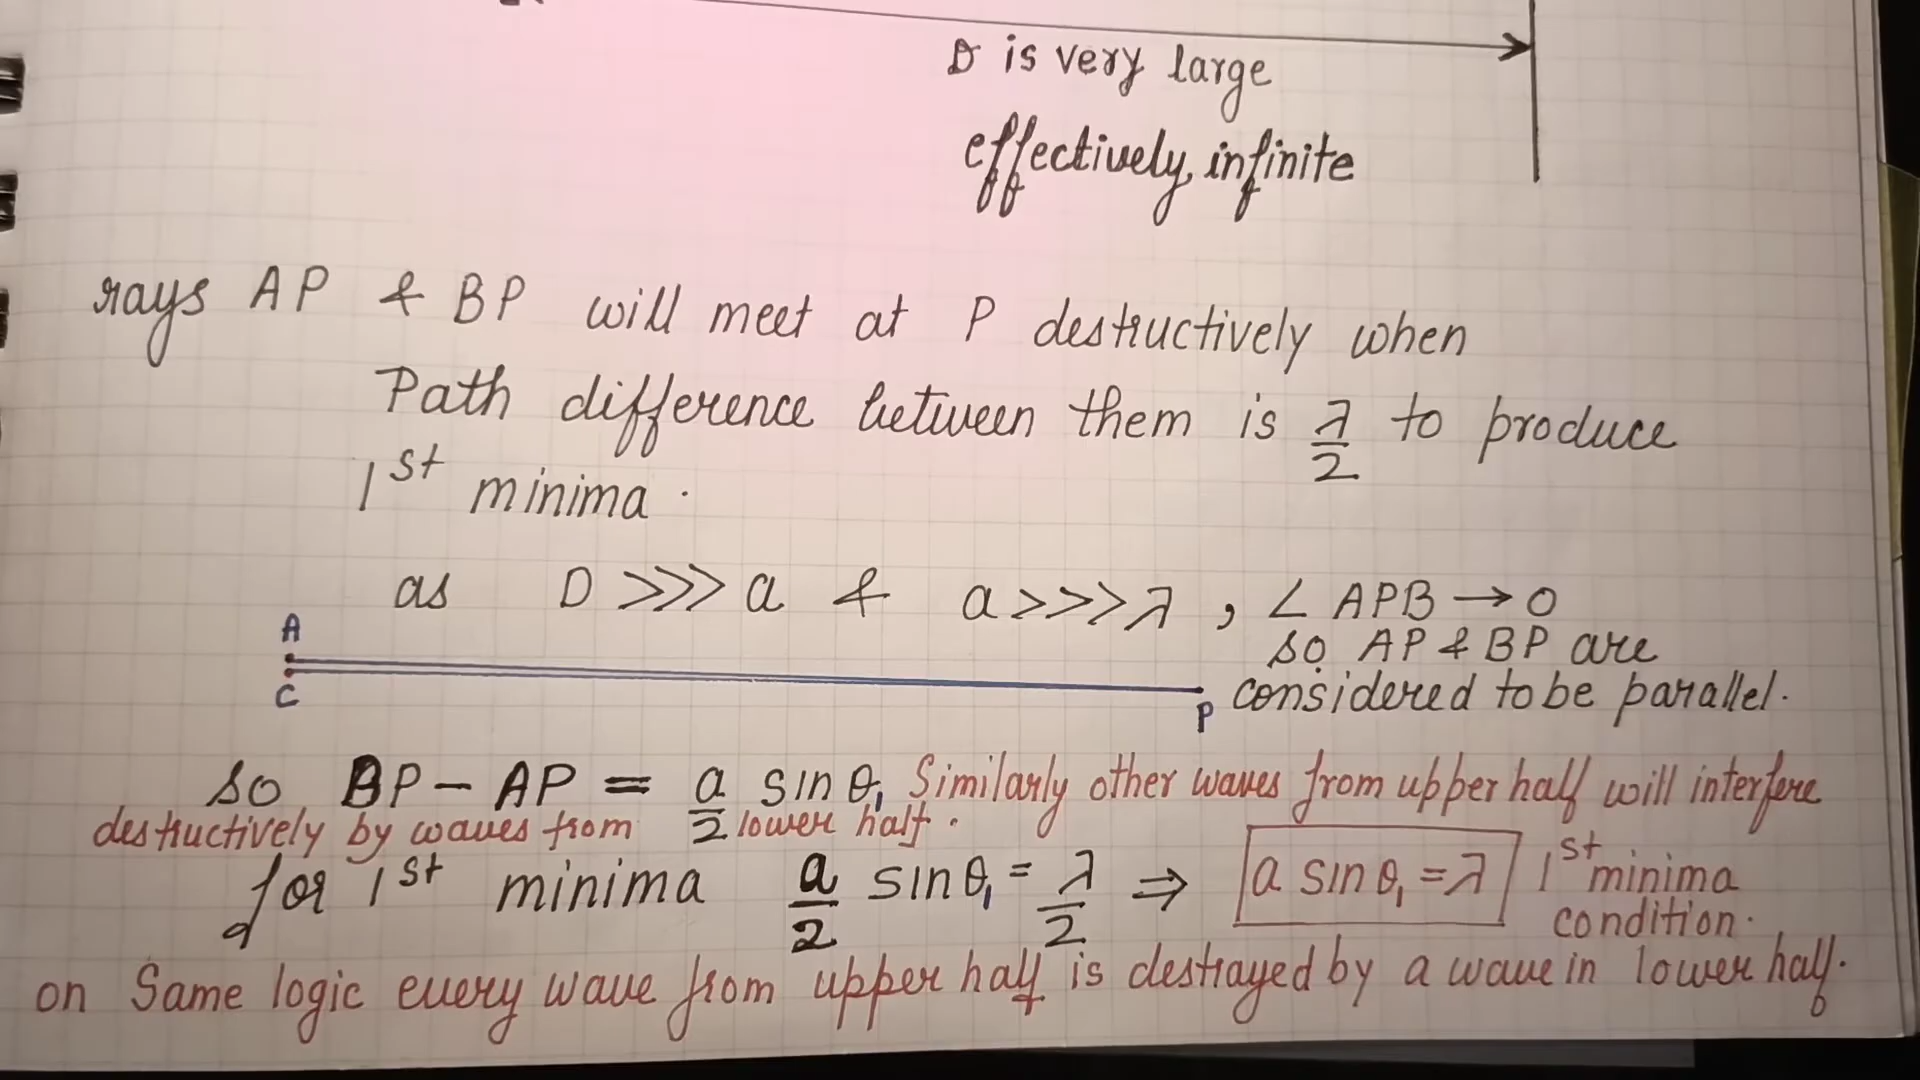 D is very large
effectively, infinite
rays AP & BP will meet at P destructively when
Path difference between them is λ/2 to produce
1st minima.
as D >>> a & a >>> λ, ∠ APB → 0
so AP & BP are
considered to be parallel.
A
C
P
so BP - AP = a/2 sin θ1 Similarly other waves from upper half will interfere
destructively by waves from lower half.
for 1st minima a/2 sin θ1 = λ/2 ⇒ a sin θ1 = λ 1st minima
condition.
on Same logic every wave from upper half is destrayed by a wave in lower half.